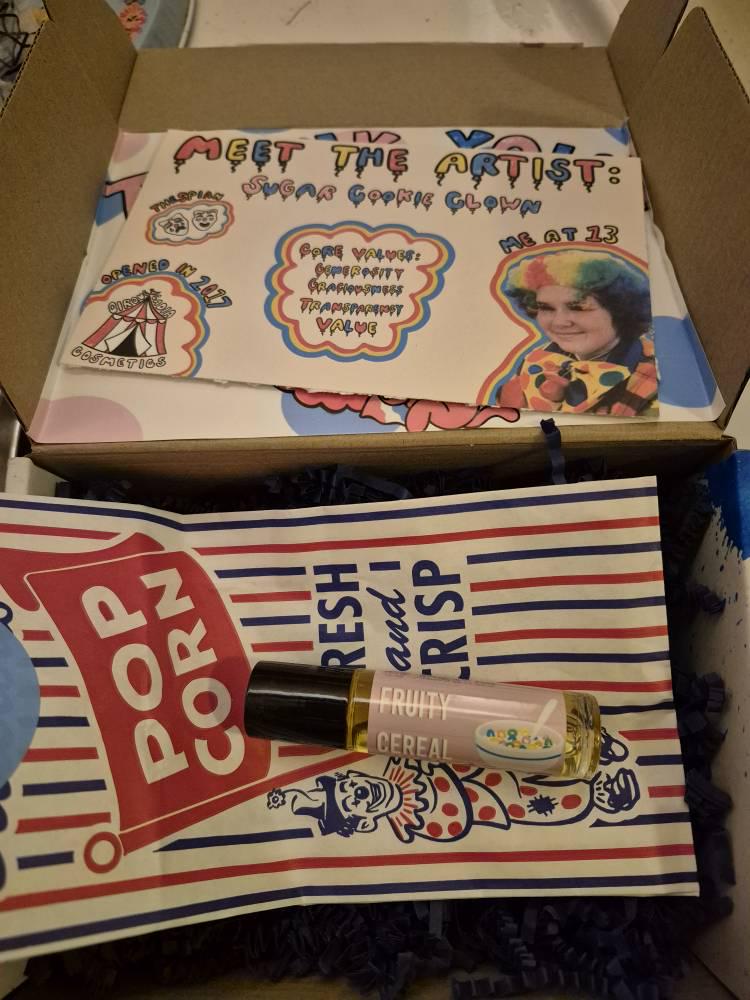 MEET THE ARTIST:
SUGAR COOKIE CLOWN
THESPIAN
CORE VALUES:
GENEROSITY
GRACIOUSNESS
TRANSPARENCY
VALUE
ME AT 13
OPENED IN 2017
COSMETICS
POP
CORN
RESH
and
CRISP
FRUITY
CEREAL